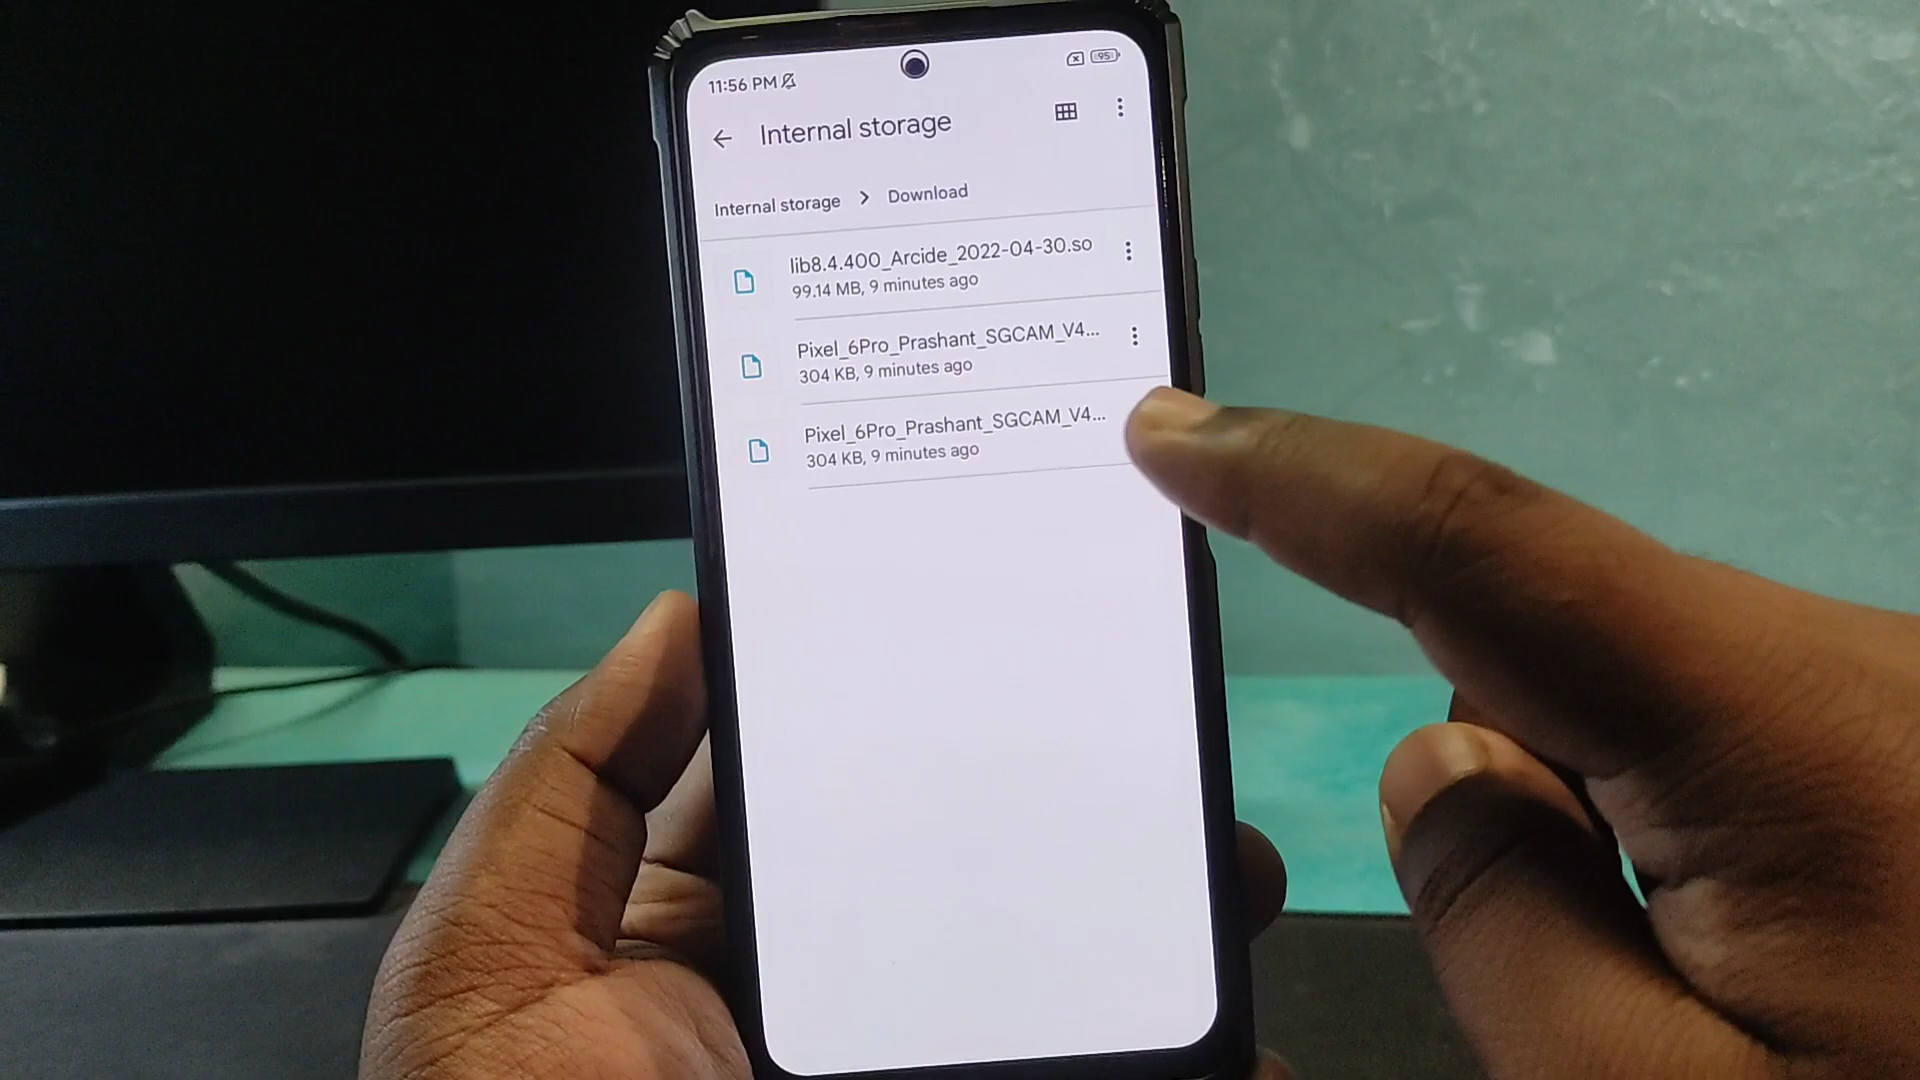 11:56 PM
95
Internal storage
Internal storage > Download
lib8.4.400_Arcide_2022-04-30.so
99.14 MB, 9 minutes ago
Pixel_6Pro_Prashant_SGCAM_V4...
304 KB, 9 minutes ago
Pixel_6Pro_Prashant_SGCAM_V4...
304 KB, 9 minutes ago